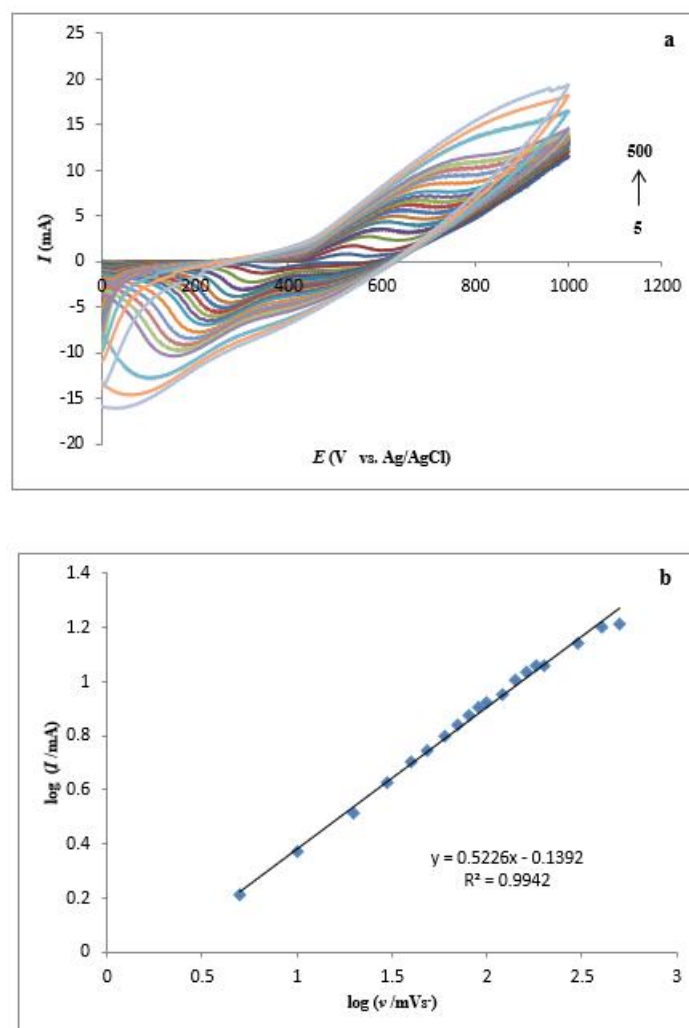 a
25
20
15
10
5
0
-5
-10
-15
-20
0 200 400 600 800 1000 1200
500
5
I (mA)
E (V vs. Ag/AgCl)
b
1.4
1.2
1
0.8
0.6
0.4
0.2
0
0 0.5 1 1.5 2 2.5 3
log (I /mA)
y = 0.5226x - 0.1392
R² = 0.9942
log (v /mVs-)